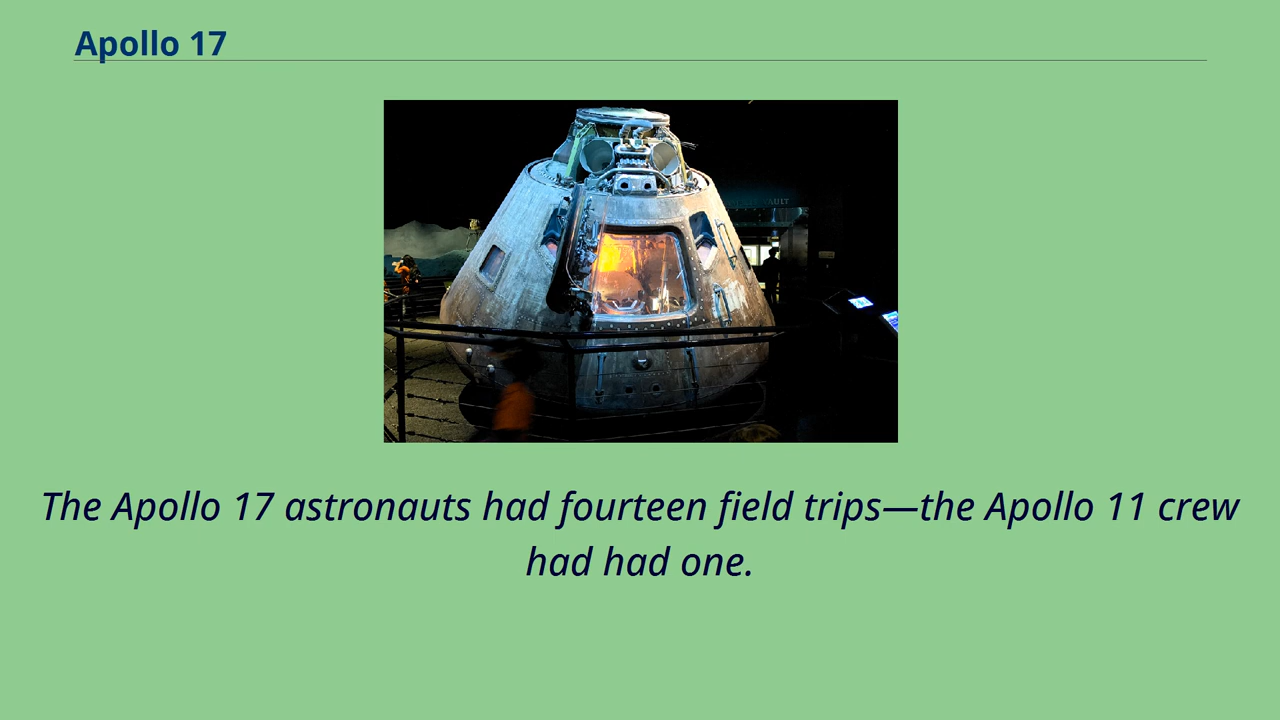 Apollo 17
The Apollo 17 astronauts had fourteen field trips—the Apollo 11 crew
had had one.